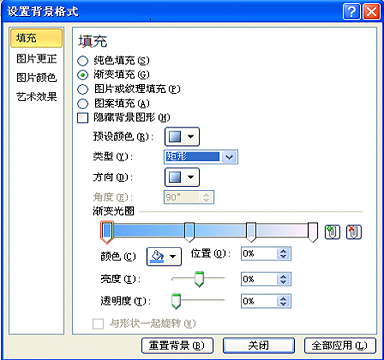 设置背景格式
填充
图片更正
图片颜色
艺术效果
填充
纯色填充(S)
渐变填充(G)
图片或纹理填充(P)
图案填充(A)
隐藏背景图形(H)
预设颜色(R):
类型(Y): 矩形
方向(D):
角度(E): 90°
渐变光圈
颜色(C) 位置(O): 0%
亮度(I): 0%
透明度(T): 0%
与形状一起旋转(W)
重置背景(B) 关闭 全部应用(L)